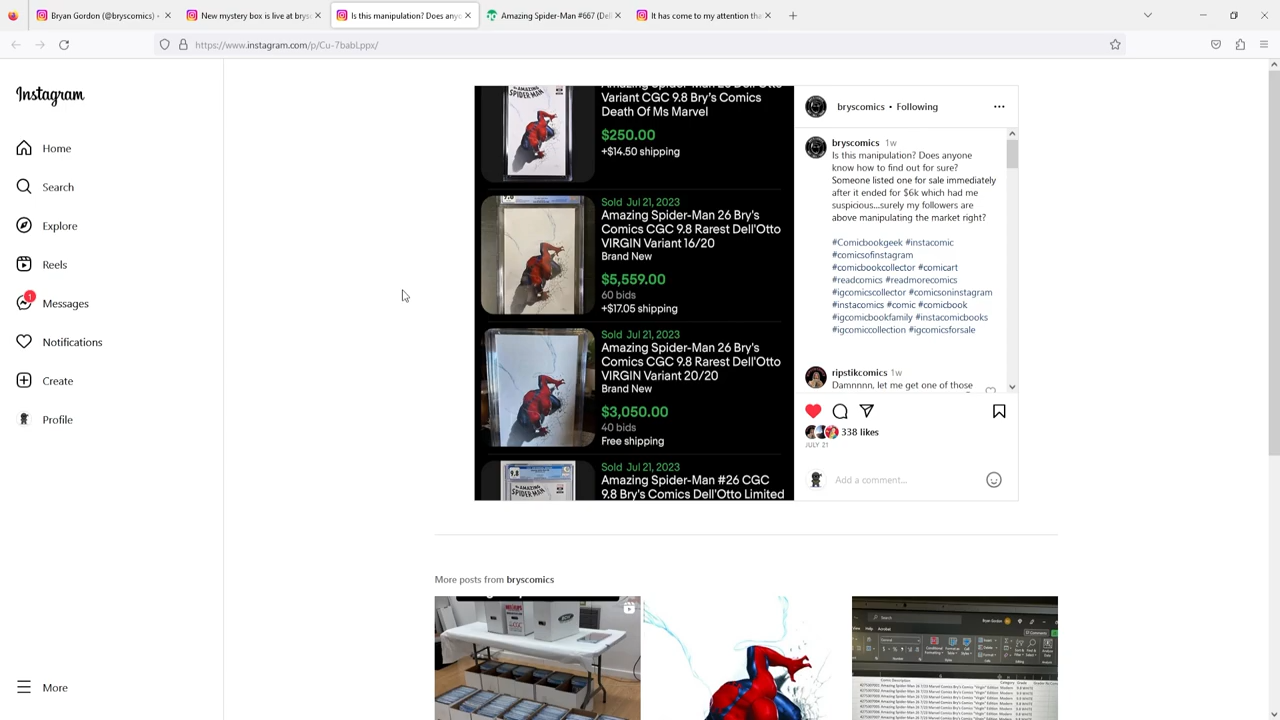 Bryan Gordon (@bryscomics) •
New mystery box is live at brys
Is this manipulation? Does anyo
Amazing Spider-Man #667 (Del
It has come to my attention tha
https://www.instagram.com/p/Cu-7babLppx/
Instagram
Home
Search
Explore
Reels
1
Messages
Notifications
Create
Profile
More
Variant CGC 9.8 Bry's Comics
Death Of Ms Marvel
$250.00
+$14.50 shipping
Sold Jul 21, 2023
Amazing Spider-Man 26 Bry's
Comics CGC 9.8 Rarest Dell'Otto
VIRGIN Variant 16/20
Brand New
$5,559.00
60 bids
+$17.05 shipping
Sold Jul 21, 2023
Amazing Spider-Man 26 Bry's
Comics CGC 9.8 Rarest Dell'Otto
VIRGIN Variant 20/20
Brand New
$3,050.00
40 bids
Free shipping
Sold Jul 21, 2023
Amazing Spider-Man #26 CGC
9.8 Bry's Comics Dell'Otto Limited
bryscomics • Following
bryscomics 1w
Is this manipulation? Does anyone
know how to find out for sure?
Someone listed one for sale immediately
after it ended for $6k which had me
suspicious...surely my followers are
above manipulating the market right?
#Comicbookgeek #instacomic
#comicsofinstagram
#comicbookcollector #comicart
#readcomics #readmorecomics
#igcomicscollector #comicsoninstagram
#instacomics #comic #comicbook
#igcomicbookfamily #instacomicbooks
#igcomiccollection #igcomicsforsale
ripstikcomics 1w
Damnnnn, let me get one of those
338 likes
JULY 21
Add a comment...
More posts from bryscomics